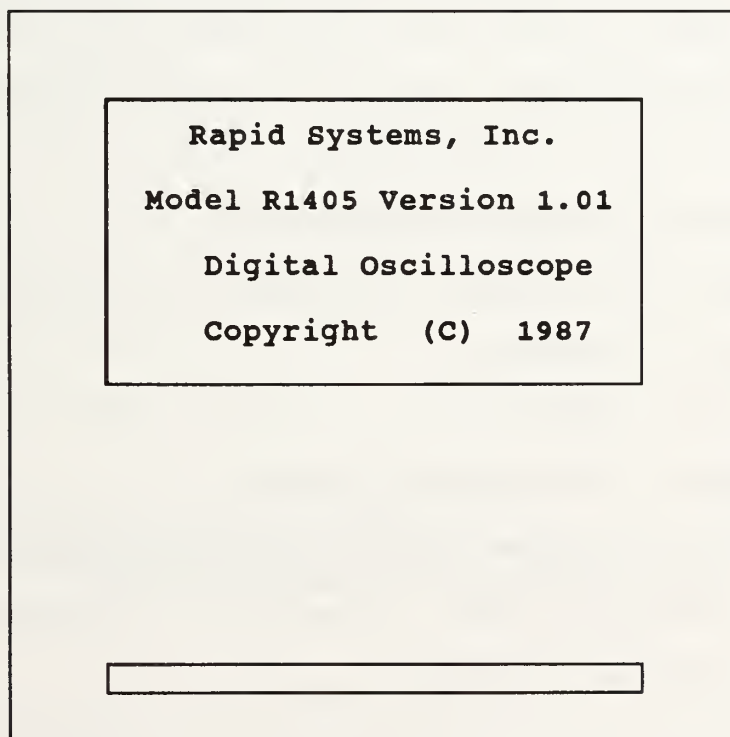 Rapid Systems, Inc.
Model R1405 Version 1.01
Digital Oscilloscope
Copyright (C) 1987